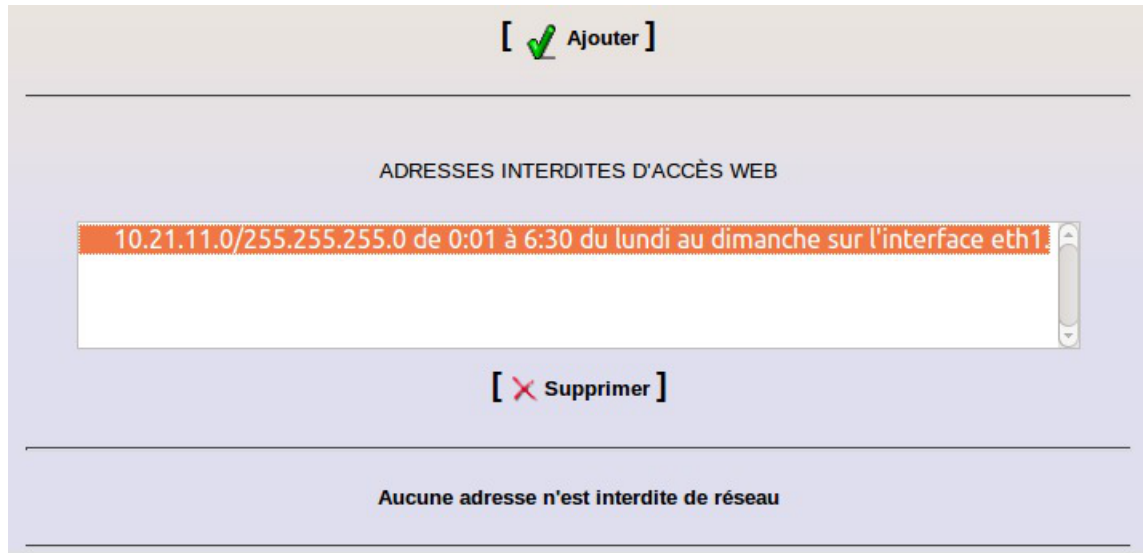 [ Ajouter ]
ADRESSES INTERDITES D'ACCÈS WEB
10.21.11.0/255.255.255.0 de 0:01 à 6:30 du lundi au dimanche sur l'interface eth1.
[ Supprimer ]
Aucune adresse n'est interdite de réseau